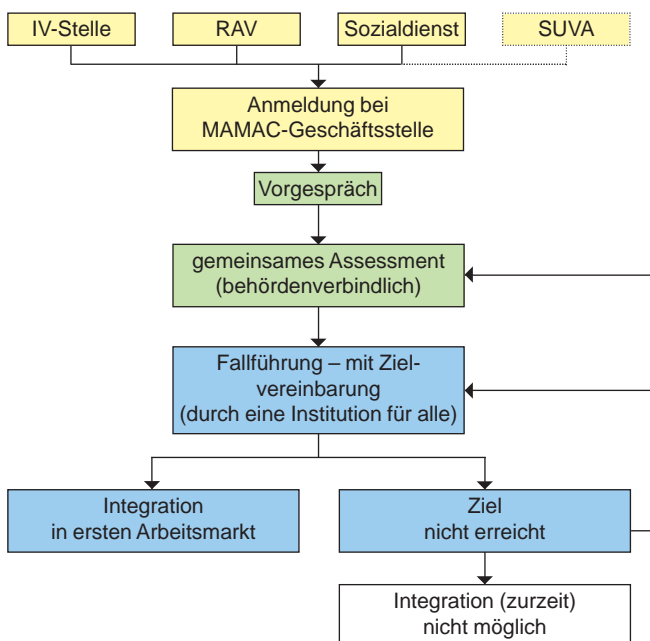 IV-Stelle
RAV
Sozialdienst
SUVA
Anmeldung bei
MAMAC-Geschäftsstelle
Vorgespräch
gemeinsames Assessment
(behördenverbindlich)
Fallführung – mit Ziel-
vereinbarung
(durch eine Institution für alle)
Integration
in ersten Arbeitsmarkt
Ziel
nicht erreicht
Integration (zurzeit)
nicht möglich